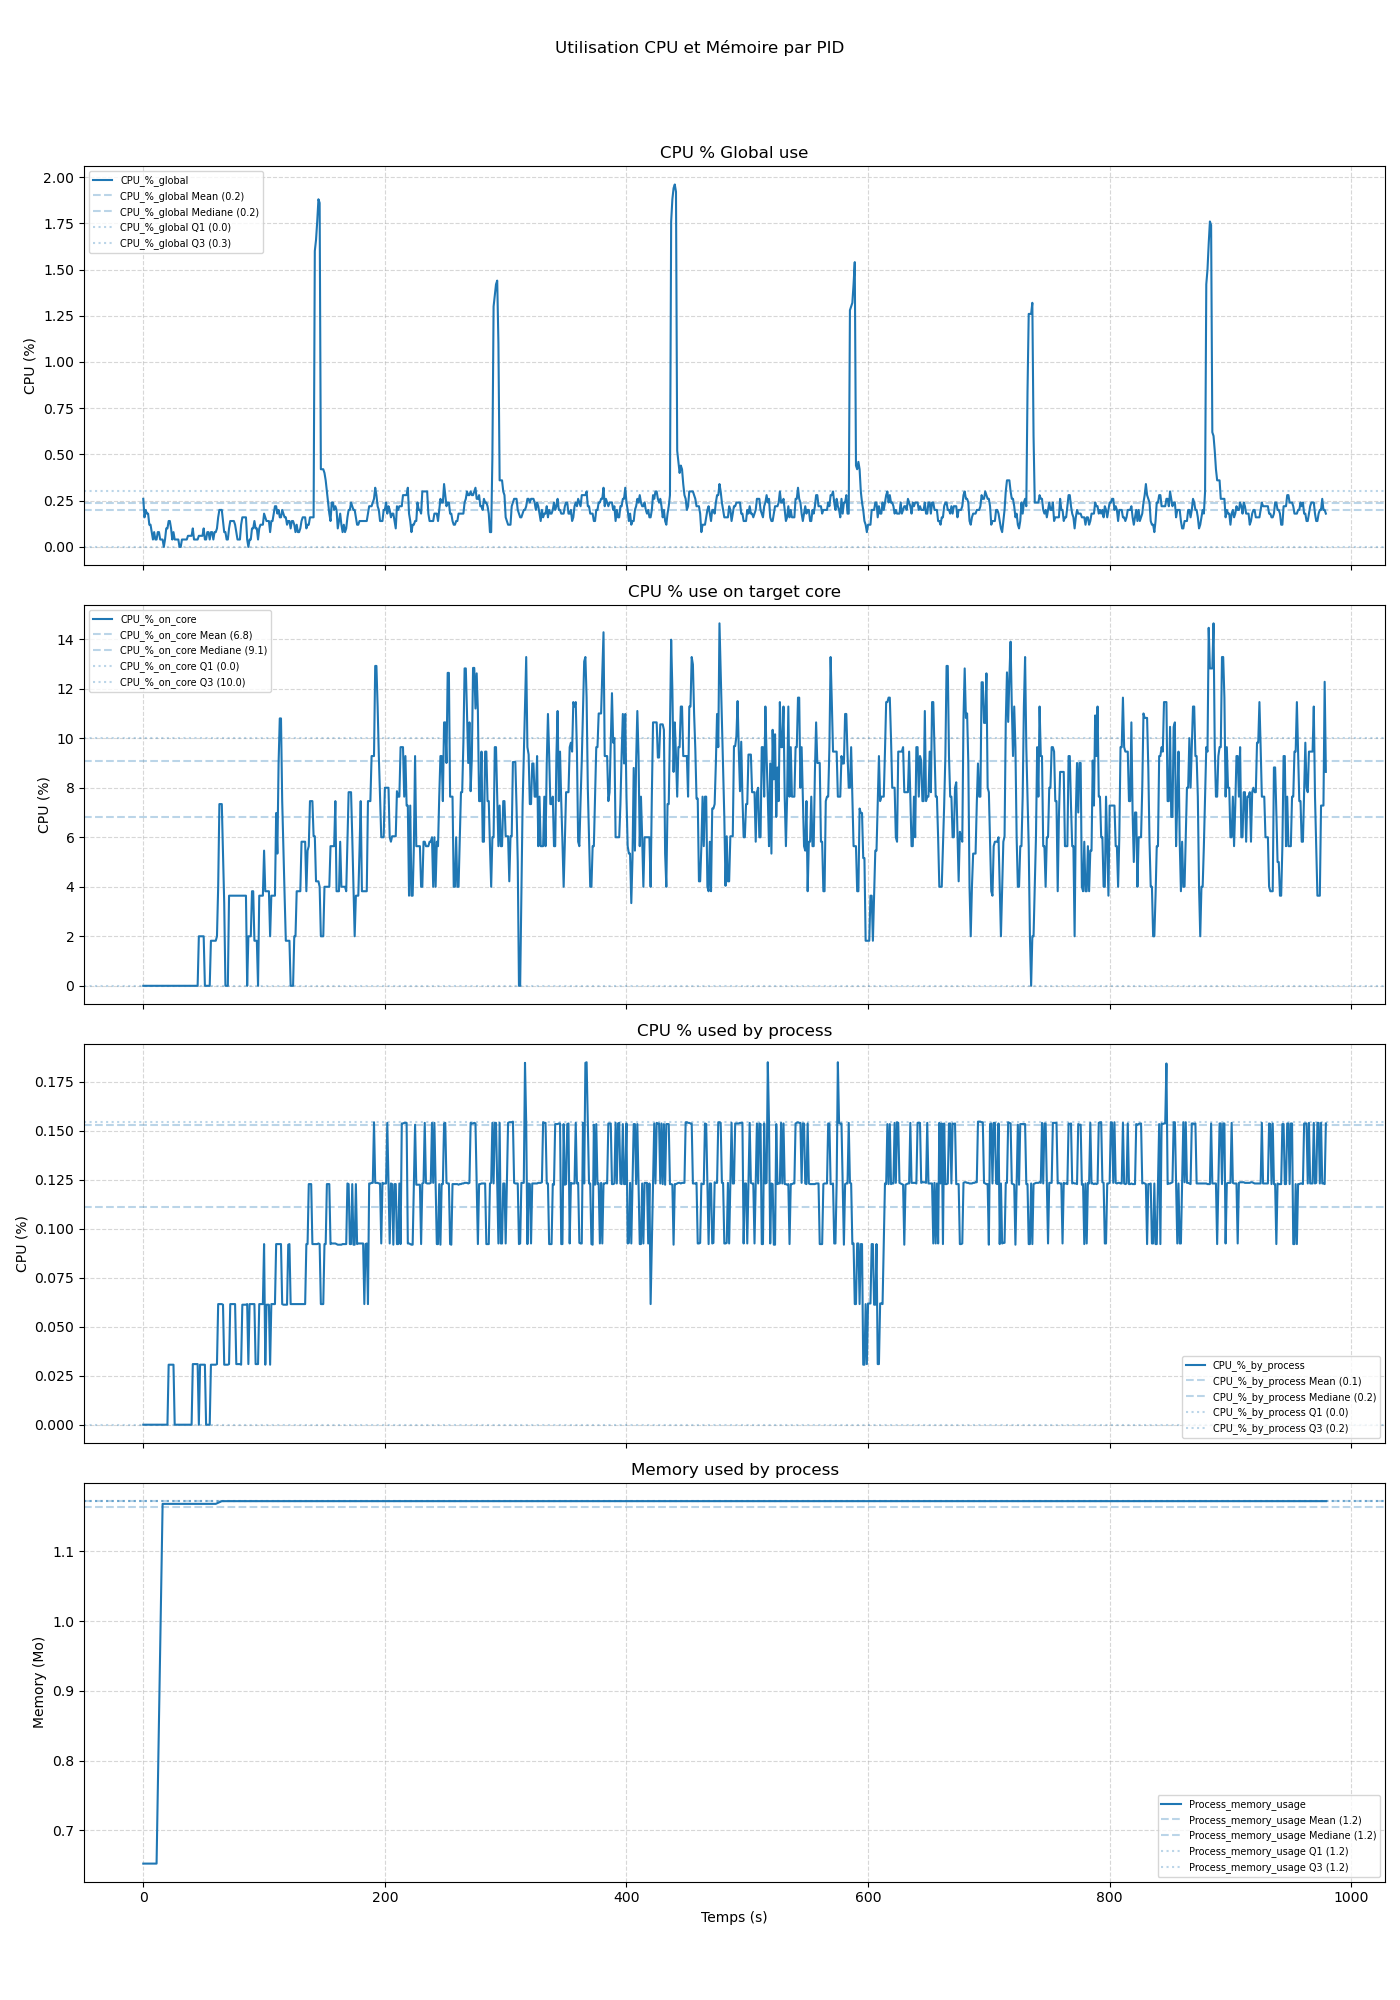 Utilisation CPU et Mémoire par PID
CPU % Global use
2.00
1.75
1.50
1.25
1.00
0.75
0.50
0.25
0.00
CPU (%)
CPU_%_global
CPU_%_global Mean (0.2)
CPU_%_global Mediane (0.2)
CPU_%_global Q1 (0.0)
CPU_%_global Q3 (0.3)
CPU % use on target core
14
12
10
8
6
4
2
0
CPU (%)
CPU_%_on_core
CPU_%_on_core Mean (6.8)
CPU_%_on_core Mediane (9.1)
CPU_%_on_core Q1 (0.0)
CPU_%_on_core Q3 (10.0)
CPU % used by process
0.175
0.150
0.125
0.100
0.075
0.050
0.025
0.000
CPU (%)
CPU_%_by_process
CPU_%_by_process Mean (0.1)
CPU_%_by_process Mediane (0.2)
CPU_%_by_process Q1 (0.0)
CPU_%_by_process Q3 (0.2)
Memory used by process
1.1
1.0
0.9
0.8
0.7
Memory (Mo)
Process_memory_usage
Process_memory_usage Mean (1.2)
Process_memory_usage Mediane (1.2)
Process_memory_usage Q1 (1.2)
Process_memory_usage Q3 (1.2)
0 200 400 600 800 1000
Temps (s)